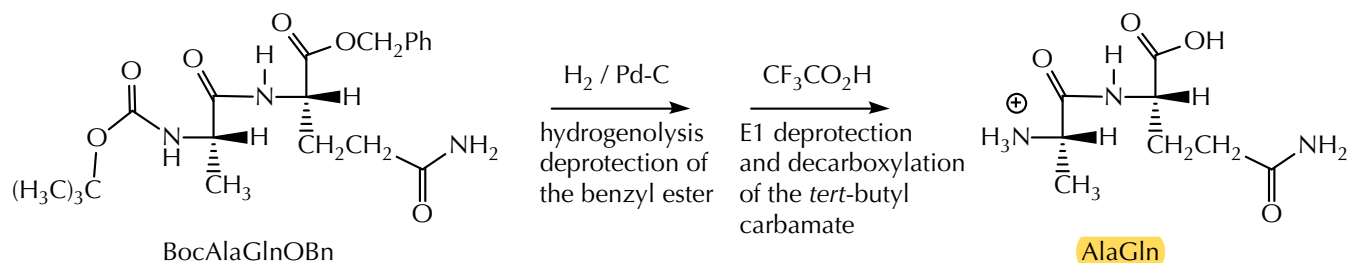 O
OCH₂Ph
H
O
N
H
O
O
N
H
CH₃
CH₂CH₂
NH₂
O
(H₃C)₃C
BocAlaGlnOBn
H₂ / Pd-C
hydrogenolysis
deprotection of
the benzyl ester
CF₃CO₂H
E1 deprotection
and decarboxylation
of the tert-butyl
carbamate
O
OH
H
O
N
H
⊕
H₃N
H
CH₃
CH₂CH₂
NH₂
O
AlaGln